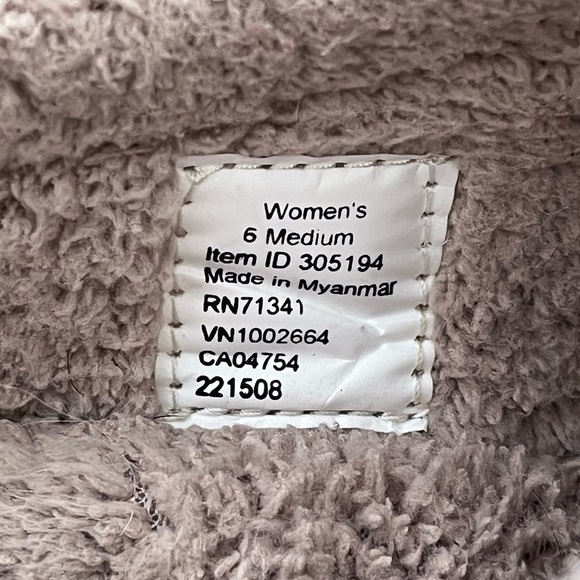 Women's
6 Medium
Item ID 305194
Made in Myanmar
RN71341
VN1002664
CA04754
221508